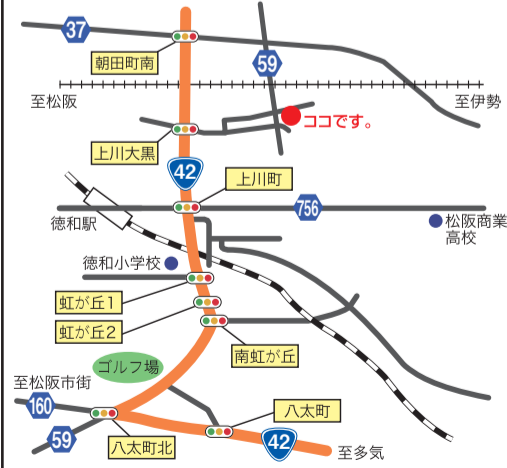 37
朝田町南
59
至松阪
至伊勢
ココです。
上川大黒
42
上川町
756
徳和駅
松阪商業
高校
徳和小学校
虹が丘1
虹が丘2
南虹が丘
ゴルフ場
至松阪市街
160
八太町
59
八太町北
42
至多気